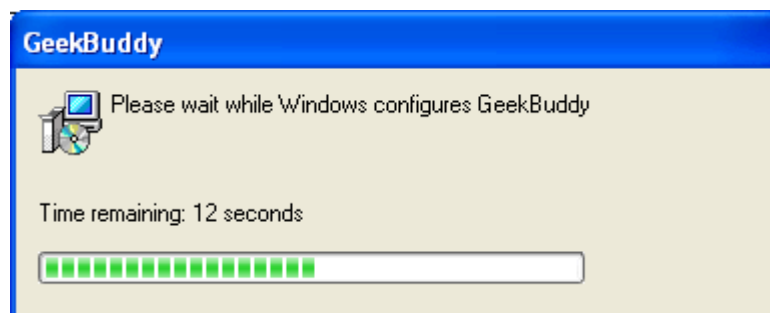 GeekBuddy
Please wait while Windows configures GeekBuddy
Time remaining: 12 seconds